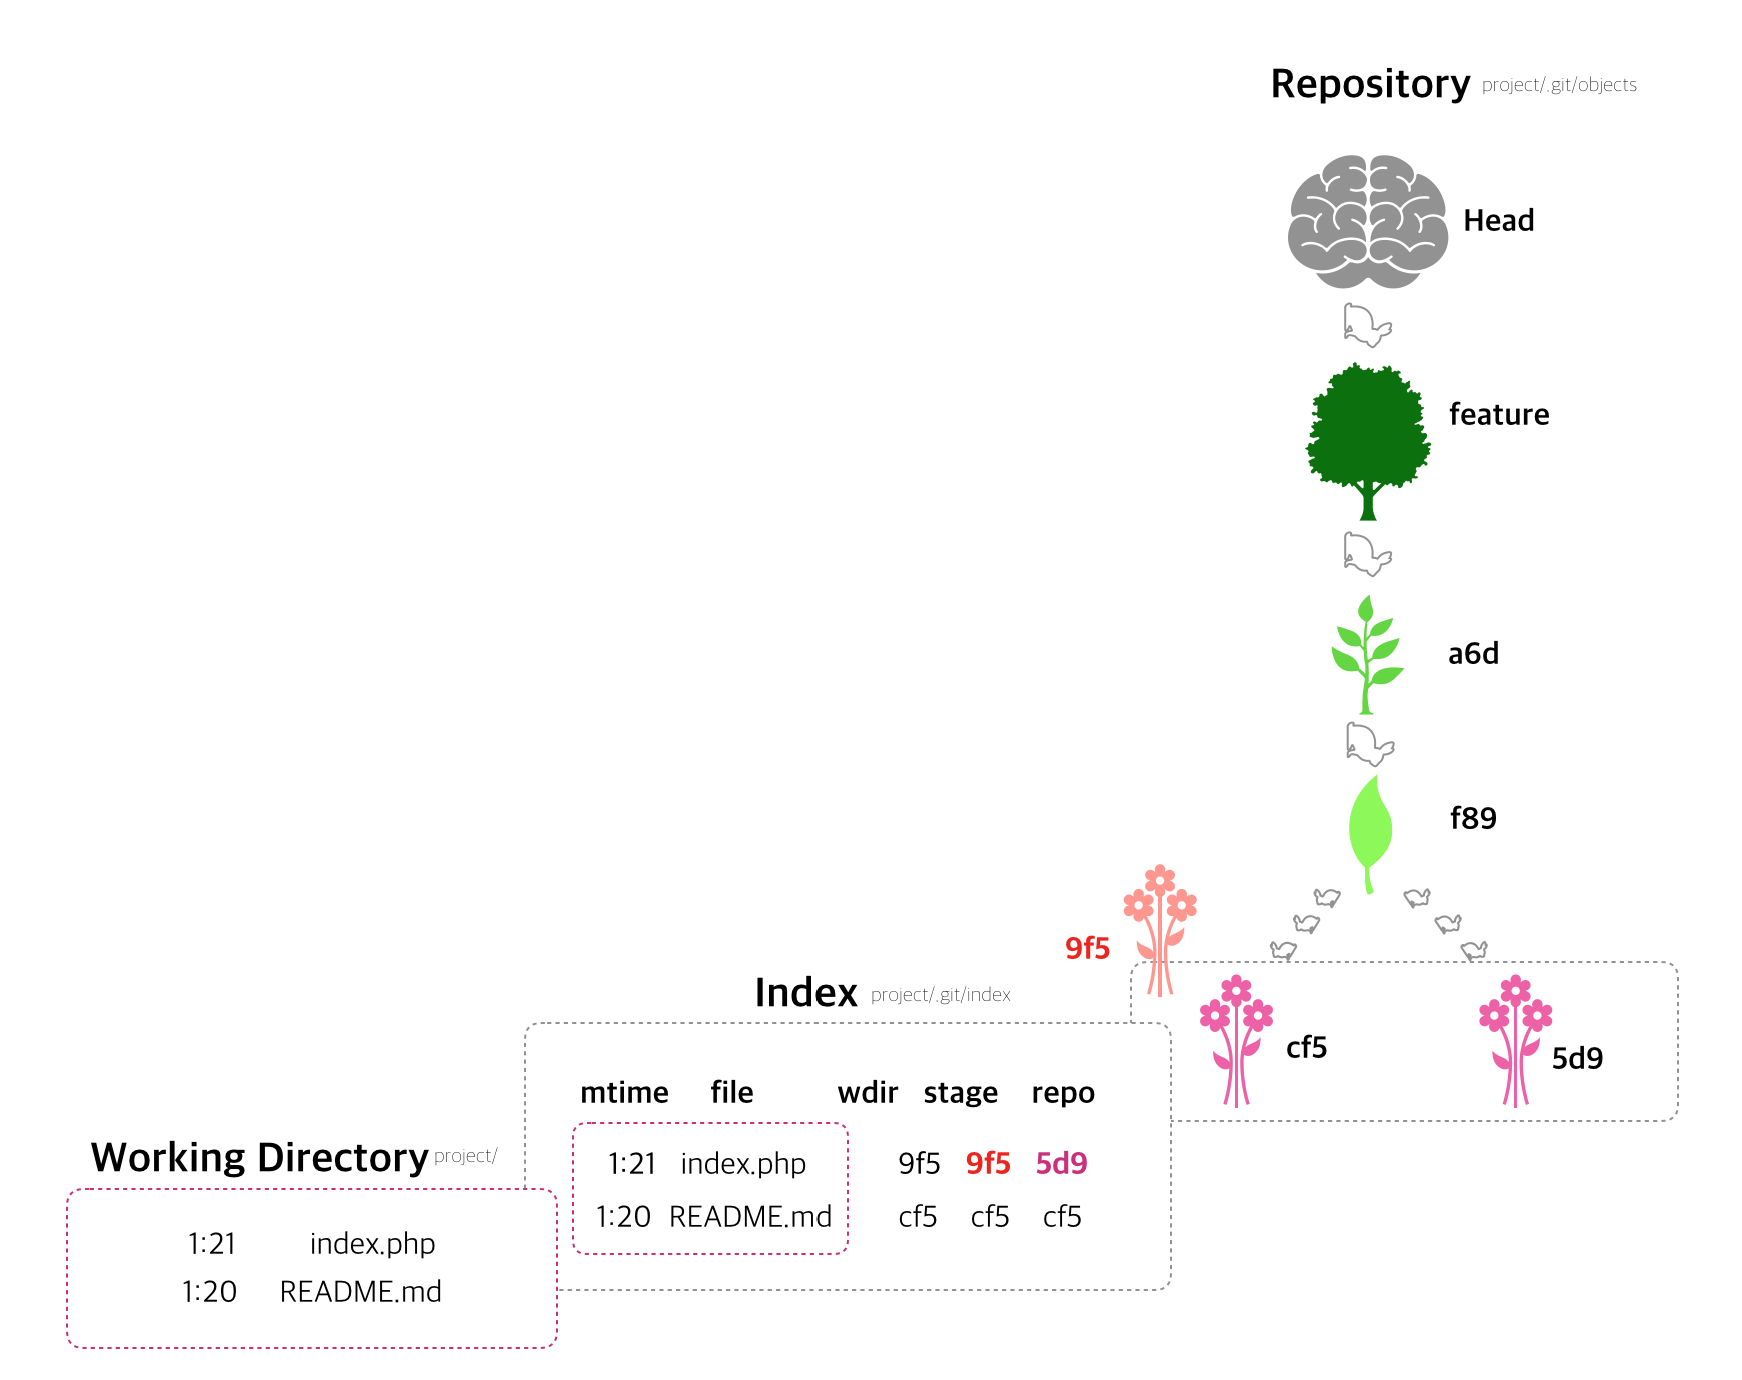 Repository project/.git/objects
Head
feature
a6d
f89
9f5
cf5
5d9
Index project/.git/index
mtime file wdir stage repo
1:21 index.php 9f5 9f5 5d9
1:20 README.md cf5 cf5 cf5
Working Directory project/
1:21 index.php
1:20 README.md